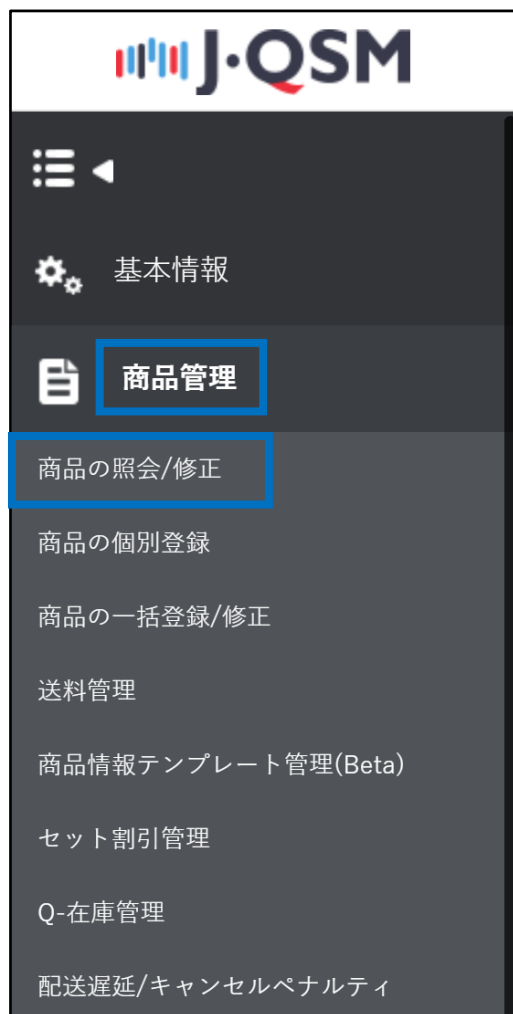 J·QSM
基本情報
商品管理
商品の照会/修正
商品の個別登録
商品の一括登録/修正
送料管理
商品情報テンプレート管理(Beta)
セット割引管理
Q-在庫管理
配送遅延/キャンセルペナルティ